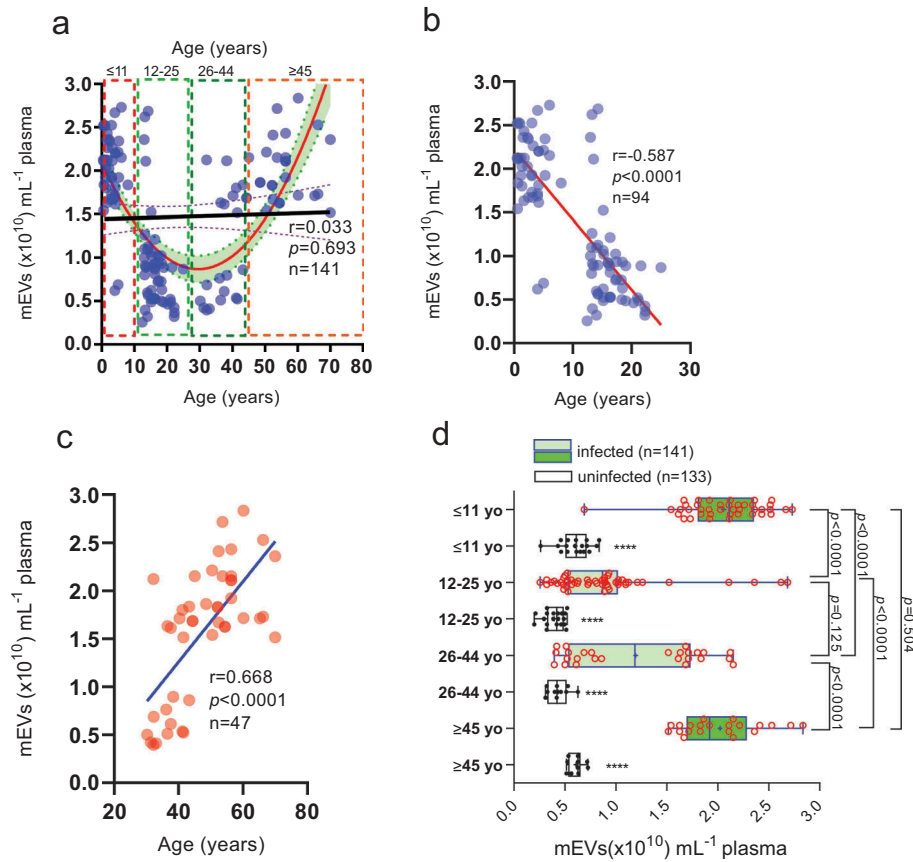 a
Age (years)
≤11 12-25 26-44 ≥45
mEVs (x10¹⁰) mL⁻¹ plasma
3.0
2.5
2.0
1.5
1.0
0.5
0.0
r=0.033
p=0.693
n=141
0 10 20 30 40 50 60 70 80
Age (years)
b
mEVs (x10¹⁰) mL⁻¹ plasma
3.0
2.5
2.0
1.5
1.0
0.5
0.0
r=-0.587
p<0.0001
n=94
0 10 20 30
Age (years)
c
mEVs (x10¹⁰) mL⁻¹ plasma
3.0
2.5
2.0
1.5
1.0
0.5
0.0
r=0.668
p<0.0001
n=47
20 40 60 80
Age (years)
d
infected (n=141)
uninfected (n=133)
≤11 yo
≤11 yo ****
12-25 yo
12-25 yo ****
26-44 yo
26-44 yo ****
≥45 yo
≥45 yo ****
p<0.0001
p<0.0001
p=0.504
p=0.125
p<0.0001
p<0.0001
0.0 0.5 1.0 1.5 2.0 2.5 3.0
mEVs(x10¹⁰) mL⁻¹ plasma